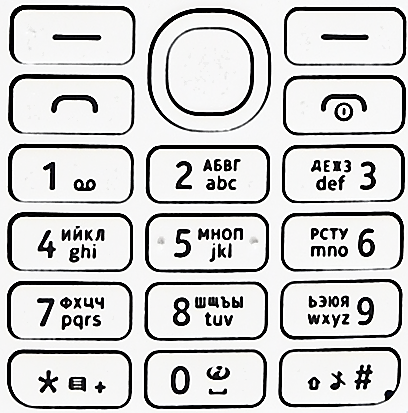 1
2 АБВГ
abc
ДЕЖЗ 3
def
4 ИЙКЛ
ghi
5 МНОП
jkl
РСТУ 6
mno
7 ФХЦЧ
pqrs
8 ШЩЪЫ
tuv
ЬЭЮЯ 9
wxyz
* +
0
#